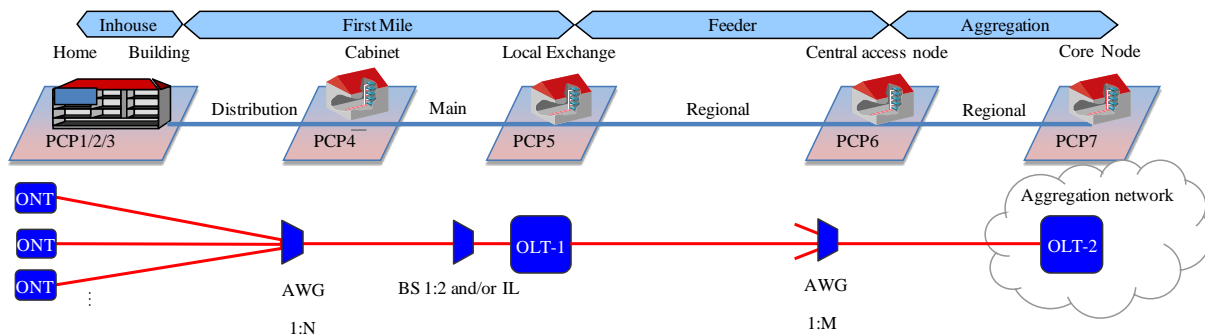 Inhouse First Mile Feeder Aggregation
Home Building Cabinet Local Exchange Central access node Core Node
Distribution Main Regional Regional
PCP1/2/3 PCP4 PCP5 PCP6 PCP7
Aggregation network
ONT
ONT OLT-1 OLT-2
ONT
⋮ AWG BS 1:2 and/or IL AWG
1:N 1:M